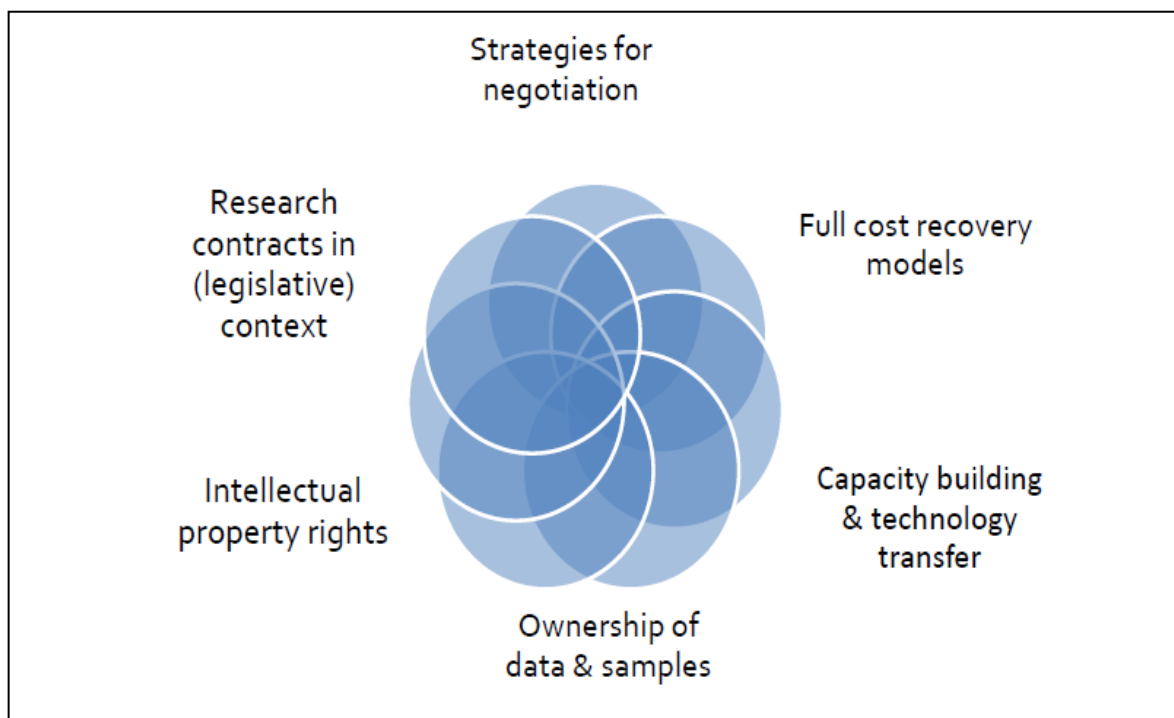 Strategies for
negotiation
Research
contracts in
(legislative)
context
Full cost recovery
models
Intellectual
property rights
Capacity building
& technology
transfer
Ownership of
data & samples